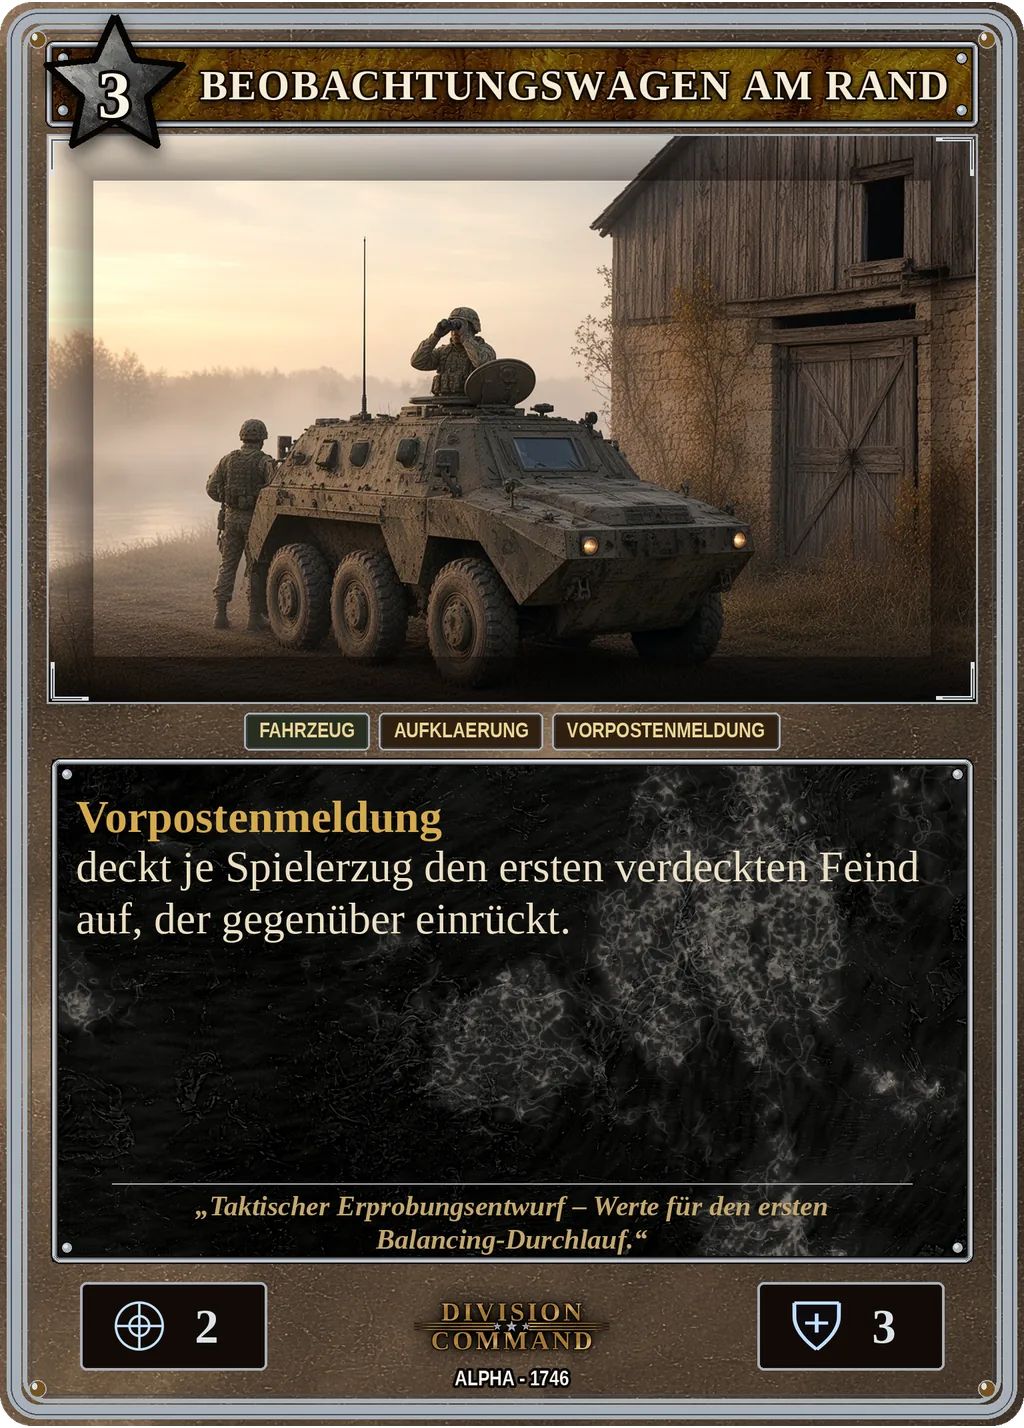 3
BEOBACHTUNGSWAGEN AM RAND
FAHRZEUG
AUFKLAERUNG
VORPOSTENMELDUNG
Vorpostenmeldung
deckt je Spielerzug den ersten verdeckten Feind
auf, der gegenüber einrückt.
„Taktischer Erprobungsentwurf – Werte für den ersten
Balancing-Durchlauf.“
2
DIVISION
COMMAND
3
ALPHA - 1746